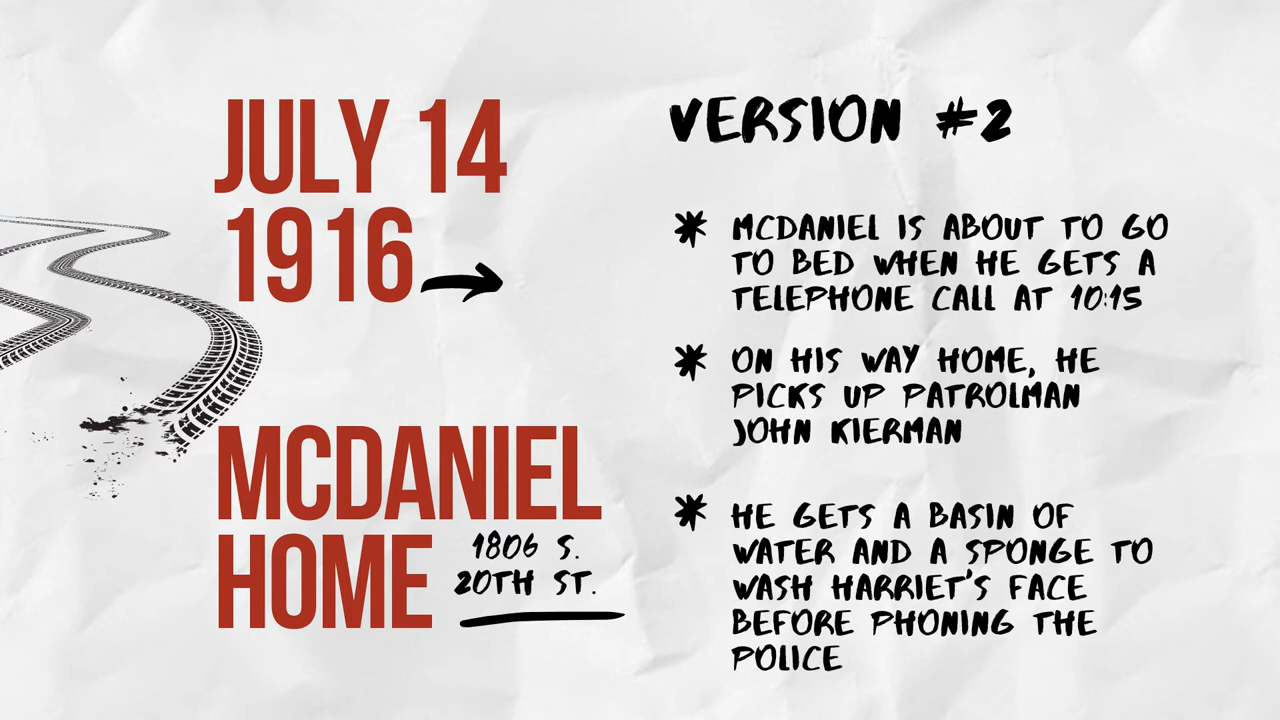 JULY 14
1916
MCDANIEL
HOME
1806 S.
20TH ST.
VERSION #2
* MCDANIEL IS ABOUT TO GO
TO BED WHEN HE GETS A
TELEPHONE CALL AT 10:15
* ON HIS WAY HOME, HE
PICKS UP PATROLMAN
JOHN KIERMAN
* HE GETS A BASIN OF
WATER AND A SPONGE TO
WASH HARRIET'S FACE
BEFORE PHONING THE
POLICE